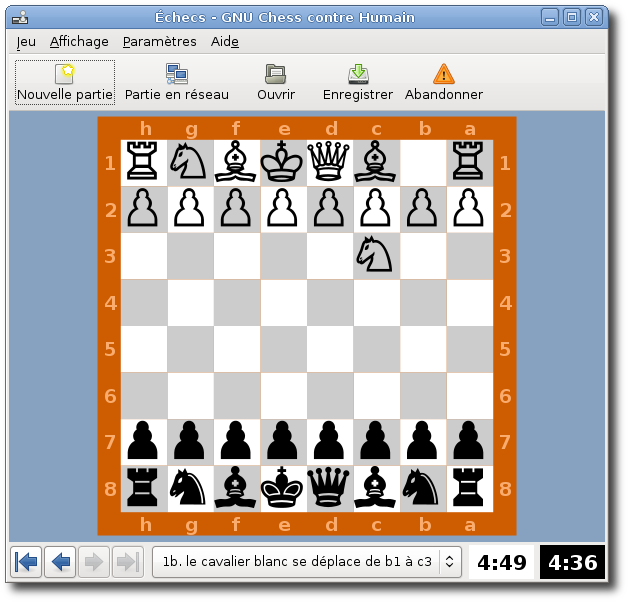 Échecs - GNU Chess contre Humain
Jeu Affichage Paramètres Aide
Nouvelle partie Partie en réseau Ouvrir Enregistrer Abandonner
h g f e d c b a
1 1
2 2
3 3
4 4
5 5
6 6
7 7
8 8
h g f e d c b a
1b. le cavalier blanc se déplace de b1 à c3 4:49 4:36